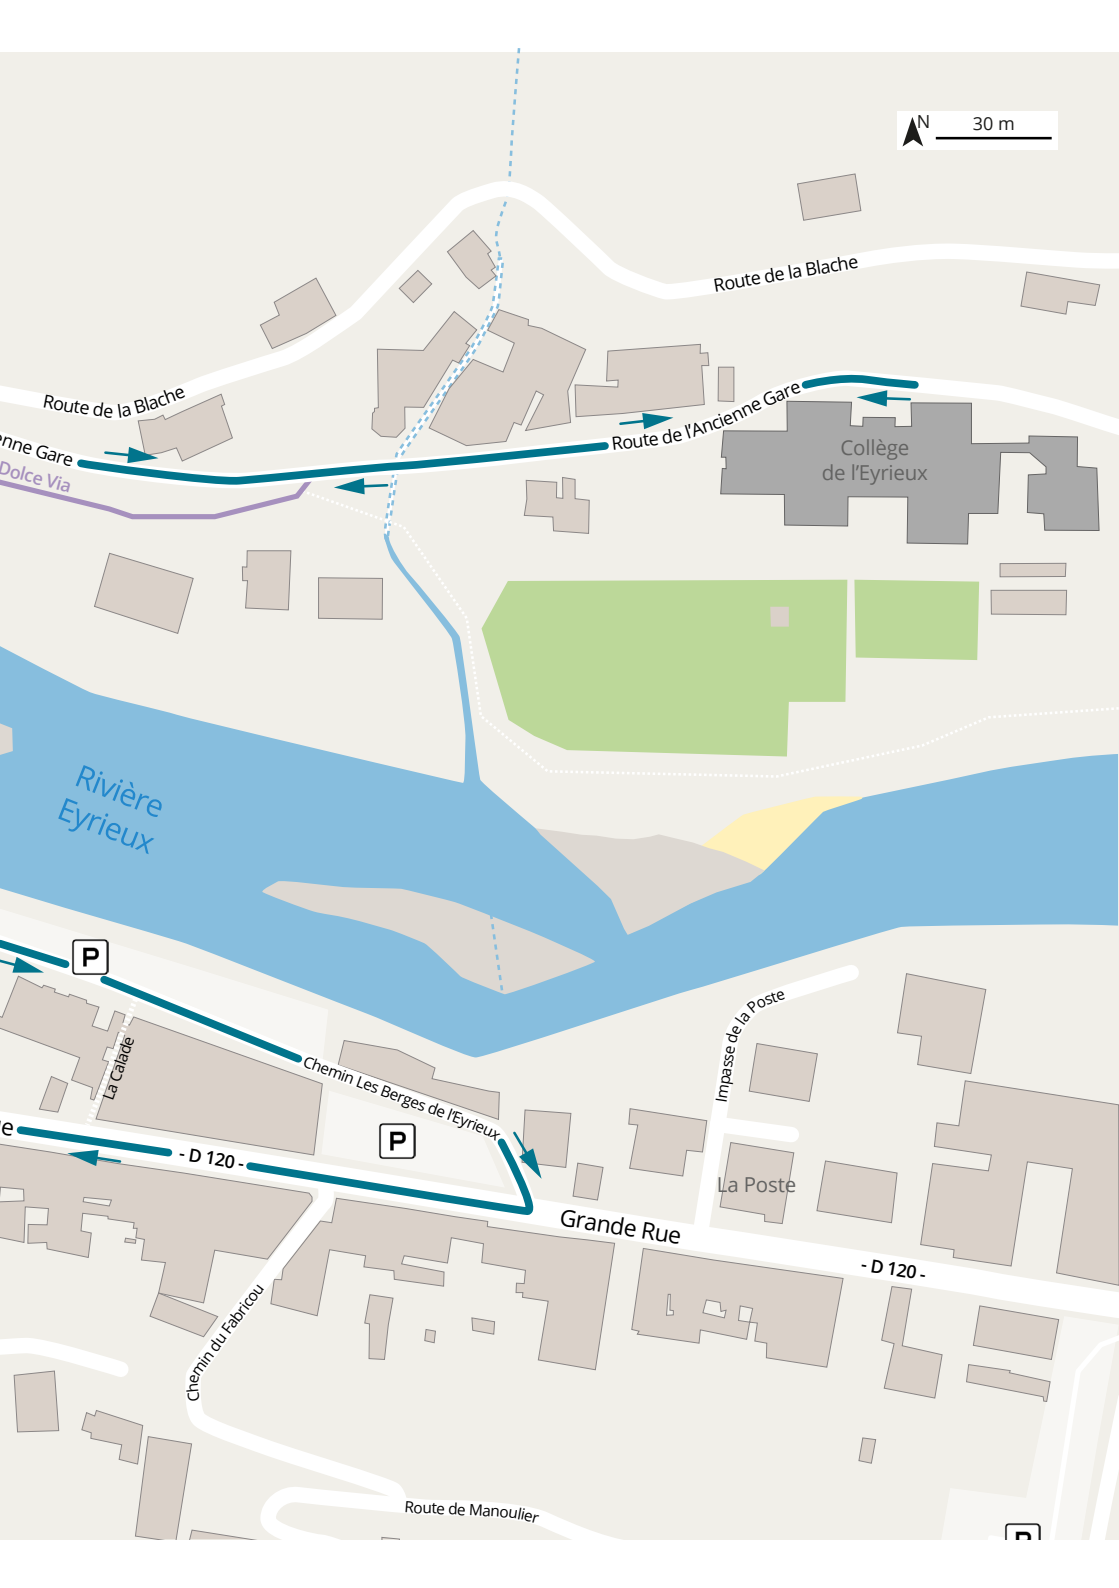 N
30 m
Route de la Blache
Route de la Blache
enne Gare
Dolce Via
Route de l'Ancienne Gare
Collège
de l'Eyrieux
Rivière
Eyrieux
P
La Calade
Chemin Les Berges de l'Eyrieux
Impasse de la Poste
P
- D 120 -
La Poste
Grande Rue
- D 120 -
Chemin du Fabricou
Route de Manoulier
P